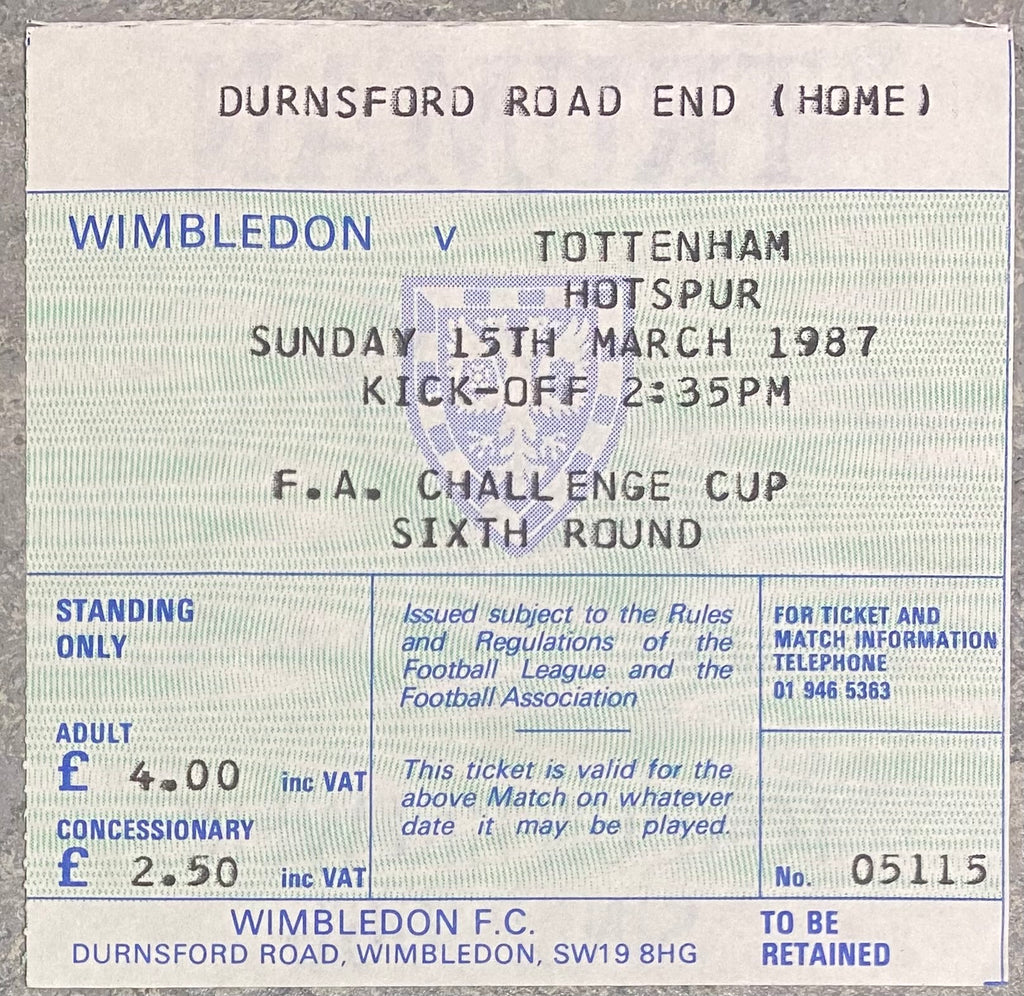 DURNSFORD ROAD END (HOME)
WIMBLEDON v TOTTENHAM
HOTSPUR
SUNDAY 15TH MARCH 1987
KICK-OFF 2:35PM
F.A. CHALLENGE CUP
SIXTH ROUND
STANDING
ONLY
ADULT
£ 4.00 inc VAT
CONCESSIONARY
£ 2.50 inc VAT
Issued subject to the Rules
and Regulations of the
Football League and the
Football Association
This ticket is valid for the
above Match on whatever
date it may be played.
FOR TICKET AND
MATCH INFORMATION
TELEPHONE
01 946 5363
No. 05115
WIMBLEDON F.C.
DURNSFORD ROAD, WIMBLEDON, SW19 8HG
TO BE
RETAINED